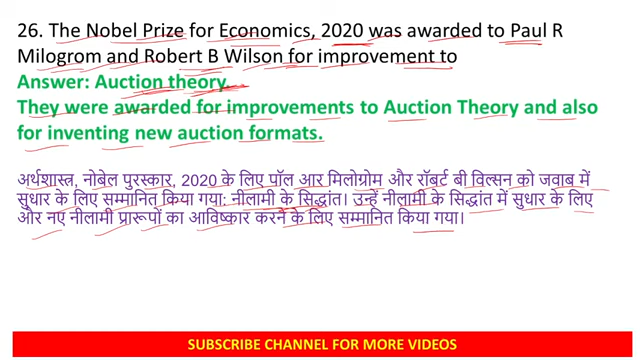 26. The Nobel Prize for Economics, 2020 was awarded to Paul R
Milogrom and Robert B Wilson for improvement to
Answer: Auction theory.
They were awarded for improvements to Auction Theory and also
for inventing new auction formats.
अर्थशास्त्र, नोबेल पुरस्कार, 2020 के लिए पॉल आर मिलोग्रोम और रॉबर्ट बी विल्सन को जवाब में
सुधार के लिए सम्मानित किया गया: नीलामी के सिद्धांत। उन्हें नीलामी के सिद्धांत में सुधार के लिए
और नए नीलामी प्रारूपों का आविष्कार करने के लिए सम्मानित किया गया।
SUBSCRIBE CHANNEL FOR MORE VIDEOS